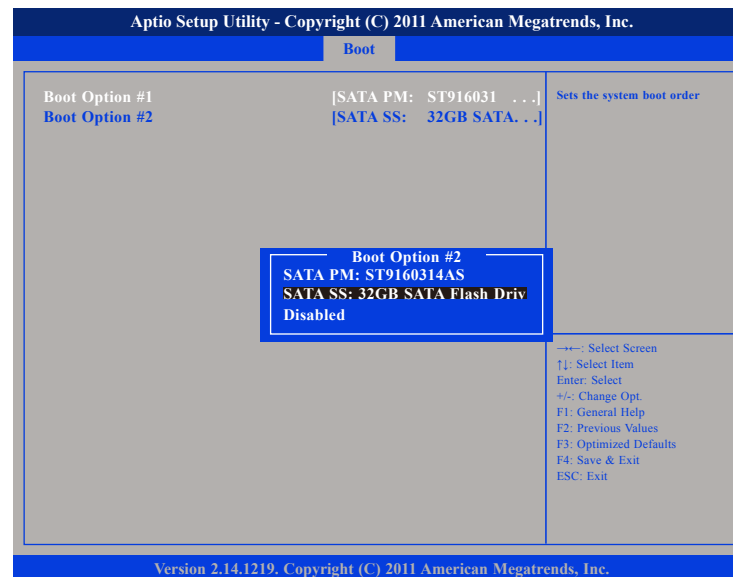 Aptio Setup Utility - Copyright (C) 2011 American Megatrends, Inc.
Boot
Boot Option #1 [SATA PM: ST916031 . . .]
Boot Option #2 [SATA SS: 32GB SATA. . .]
Sets the system boot order
Boot Option #2
SATA PM: ST9160314AS
SATA SS: 32GB SATA Flash Driv
Disabled
→←: Select Screen
↑↓: Select Item
Enter: Select
+/-: Change Opt.
F1: General Help
F2: Previous Values
F3: Optimized Defaults
F4: Save & Exit
ESC: Exit
Version 2.14.1219. Copyright (C) 2011 American Megatrends, Inc.